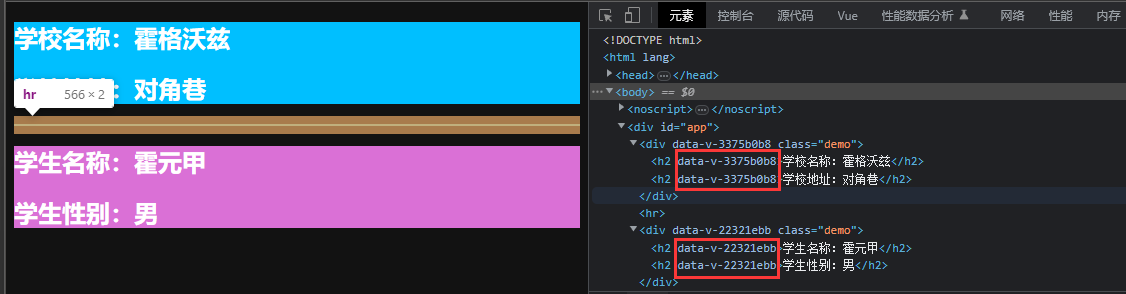 学校名称：霍格沃兹
：对角巷
hr 566 × 2
学生名称：霍元甲
学生性别：男
元素 控制台 源代码 Vue 性能数据分析 网络 性能 内存
<!DOCTYPE html>
<html lang>
<head>…</head>
… <body> == $0
<noscript>…</noscript>
<div id="app">
<div data-v-3375b0b8 class="demo">
<h2 data-v-3375b0b8>学校名称：霍格沃兹</h2>
<h2 data-v-3375b0b8>学校地址：对角巷</h2>
</div>
<hr>
<div data-v-22321ebb class="demo">
<h2 data-v-22321ebb>学生名称：霍元甲</h2>
<h2 data-v-22321ebb>学生性别：男</h2>
</div>